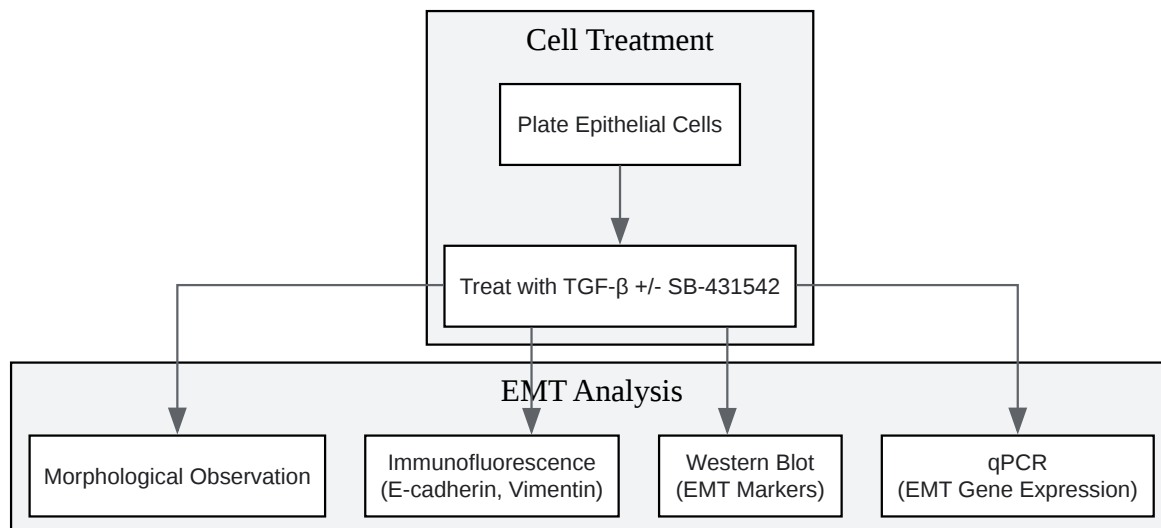 Cell Treatment
Plate Epithelial Cells
Treat with TGF-β +/- SB-431542
EMT Analysis
Morphological Observation
Immunofluorescence
(E-cadherin, Vimentin)
Western Blot
(EMT Markers)
qPCR
(EMT Gene Expression)